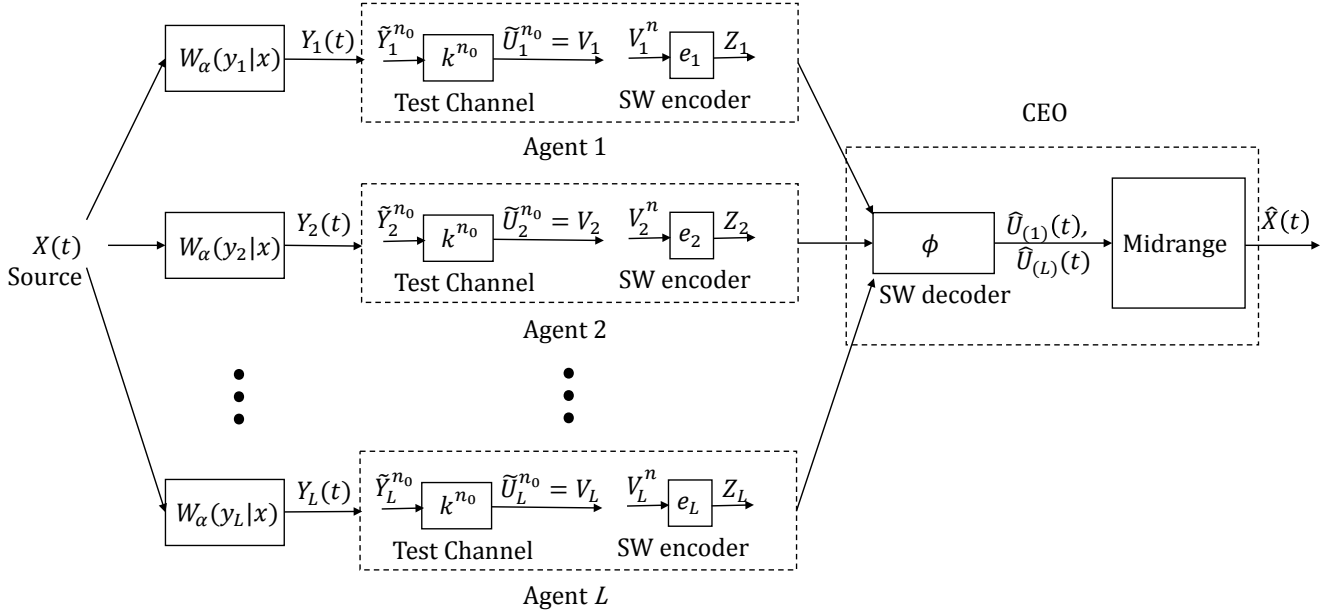 X(t)
Source
W_α(y_1|x)
Y_1(t)
Ỹ_1^{n_0}
k^{n_0}
Ũ_1^{n_0} = V_1
V_1^n
e_1
Z_1
Test Channel
SW encoder
Agent 1
W_α(y_2|x)
Y_2(t)
Ỹ_2^{n_0}
k^{n_0}
Ũ_2^{n_0} = V_2
V_2^n
e_2
Z_2
Test Channel
SW encoder
Agent 2
W_α(y_L|x)
Y_L(t)
Ỹ_L^{n_0}
k^{n_0}
Ũ_L^{n_0} = V_L
V_L^n
e_L
Z_L
Test Channel
SW encoder
Agent L
CEO
ϕ
SW decoder
Û_{(1)}(t),
Û_{(L)}(t)
Midrange
X̂(t)